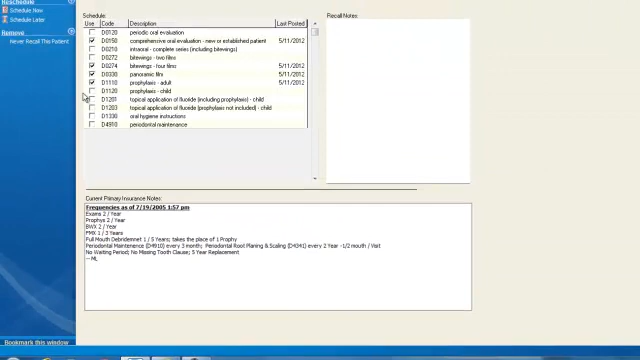 Reschedule
Schedule Now
Schedule Later
Remove
Never Recall This Patient
Schedule:
Use Code Description Last Posted
D0120 periodic oral evaluation
D0150 comprehensive oral evaluation - new or established patient 5/11/2012
D0210 intraoral - complete series (including bitewings)
D0272 bitewings - two films
D0274 bitewings - four films 5/11/2012
D0330 panoramic film 5/11/2012
D1110 prophylaxis - adult 5/11/2012
D1120 prophylaxis - child
D1201 topical application of fluoride (including prophylaxis) - child
D1203 topical application of fluoride (prophylaxis not included) - child
D1330 oral hygiene instructions
D4910 periodontal maintenance
Recall Notes:
Current Primary Insurance Notes:
Frequencies as of 7/19/2005 1:57 pm
Exams 2 / Year
Prophys 2 / Year
BWX 2 / Year
FMX 1 / 3 Years
Full Mouth Debridemnet 1 / 5 Years; takes the place of 1 Prophy
Periodontal Maintenence (D4910) every 3 month; Periodontal Root Planing & Scaling (D4341) every 2 Year -1/2 mouth / Visit
No Waiting Period; No Missing Tooth Clause; 5 Year Replacement
-- ML
Bookmark this window